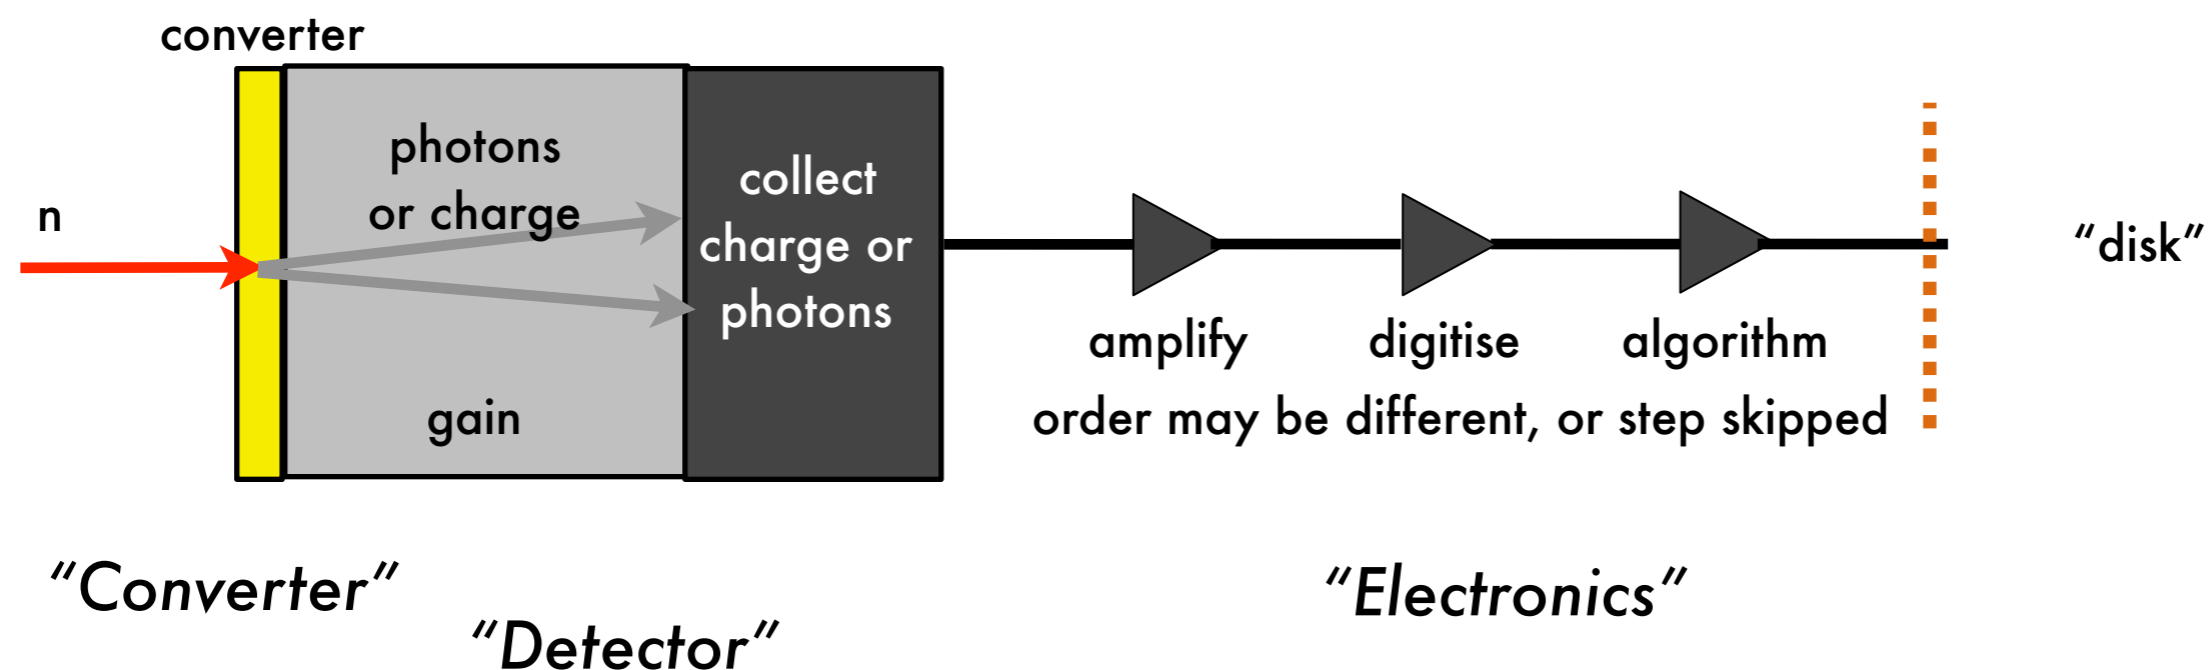 converter
n
photons
or charge
gain
collect
charge or
photons
amplify
digitise
algorithm
order may be different, or step skipped
“disk”
“Converter”
“Detector”
“Electronics”